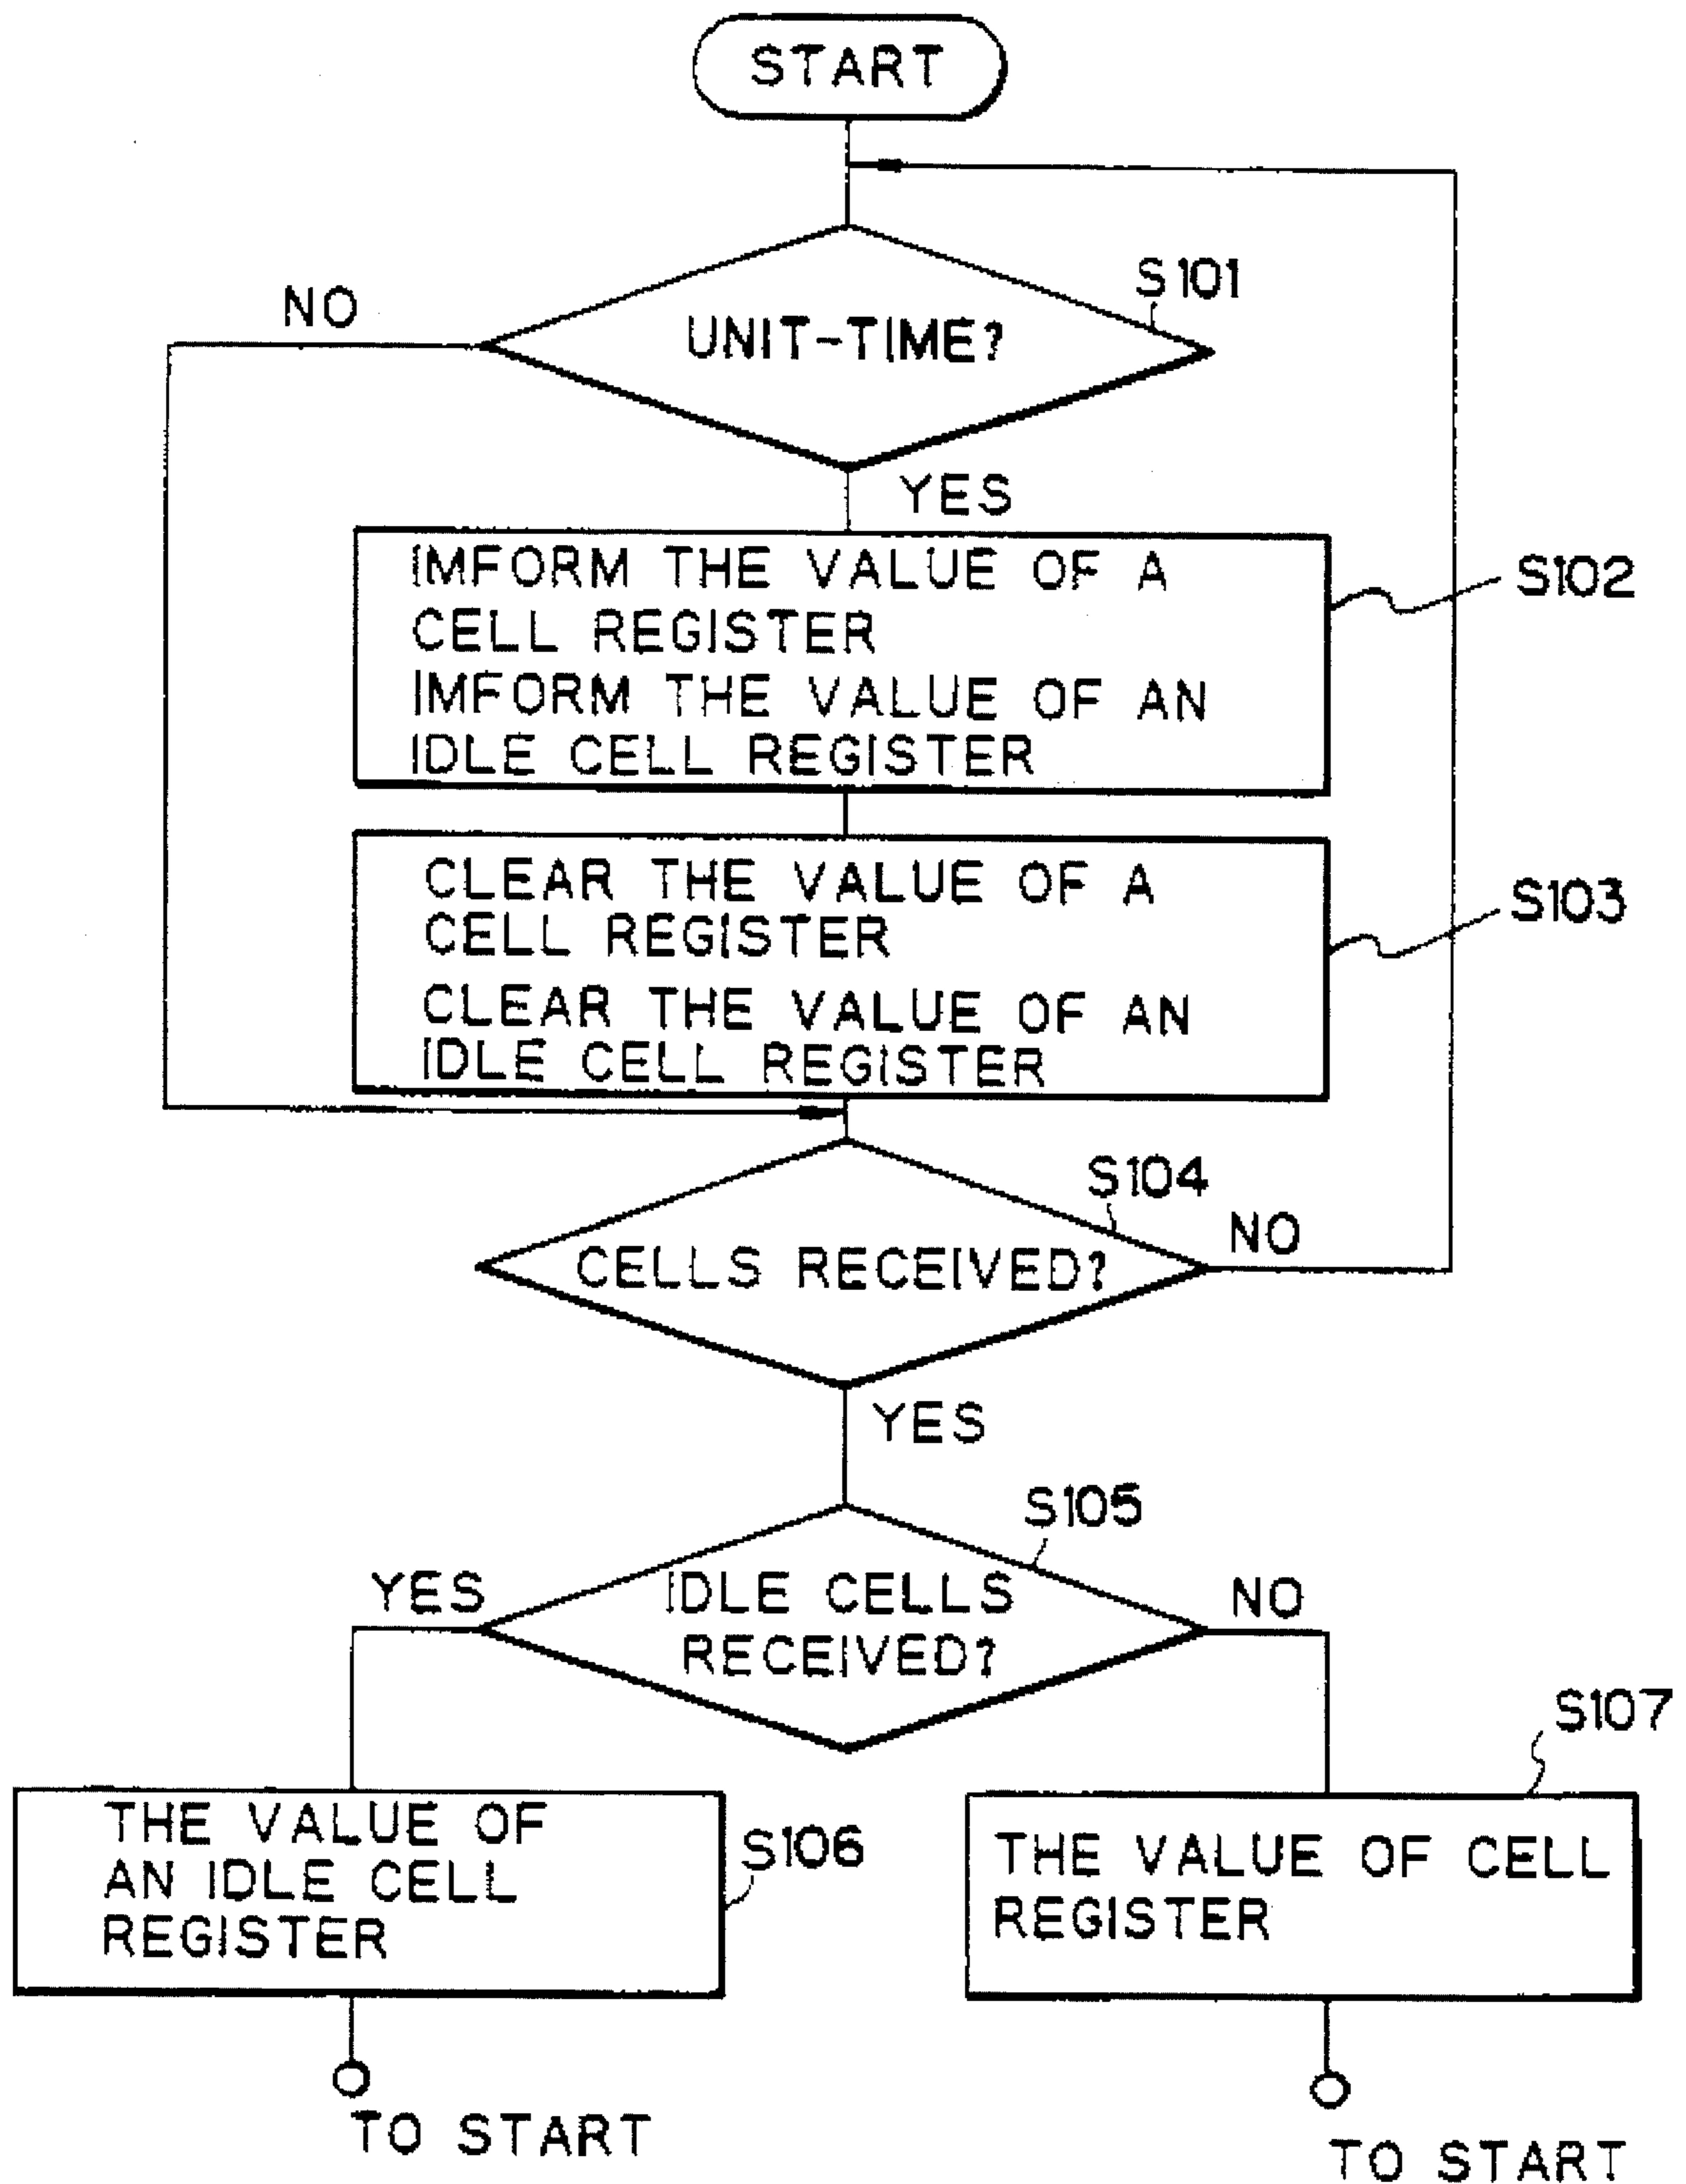 START
NO
S101
UNIT-TIME?
YES
IMFORM THE VALUE OF A
CELL REGISTER
IMFORM THE VALUE OF AN
IDLE CELL REGISTER
S102
CLEAR THE VALUE OF A
CELL REGISTER
CLEAR THE VALUE OF AN
IDLE CELL REGISTER
S103
S104
NO
CELLS RECEIVED?
YES
S105
YES
IDLE CELLS
RECEIVED?
NO
S107
THE VALUE OF
AN IDLE CELL
REGISTER
S106
THE VALUE OF CELL
REGISTER
TO START
TO START